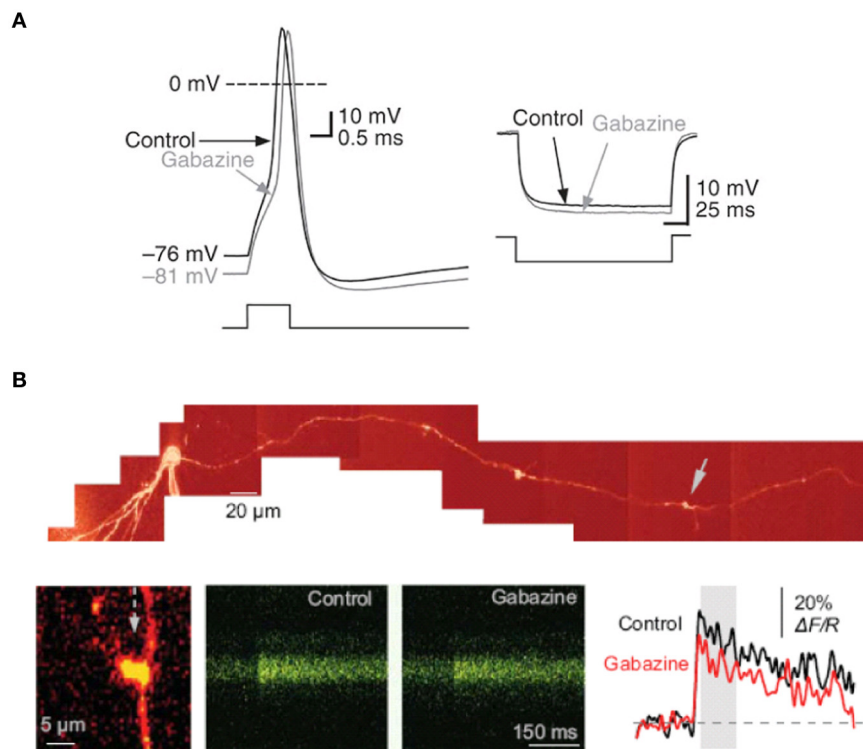 A
0 mV
10 mV
0.5 ms
Control
Gabazine
–76 mV
–81 mV
Control
Gabazine
10 mV
25 ms
B
20 µm
5 µm
Control
Gabazine
150 ms
Control
Gabazine
20%
ΔF/R